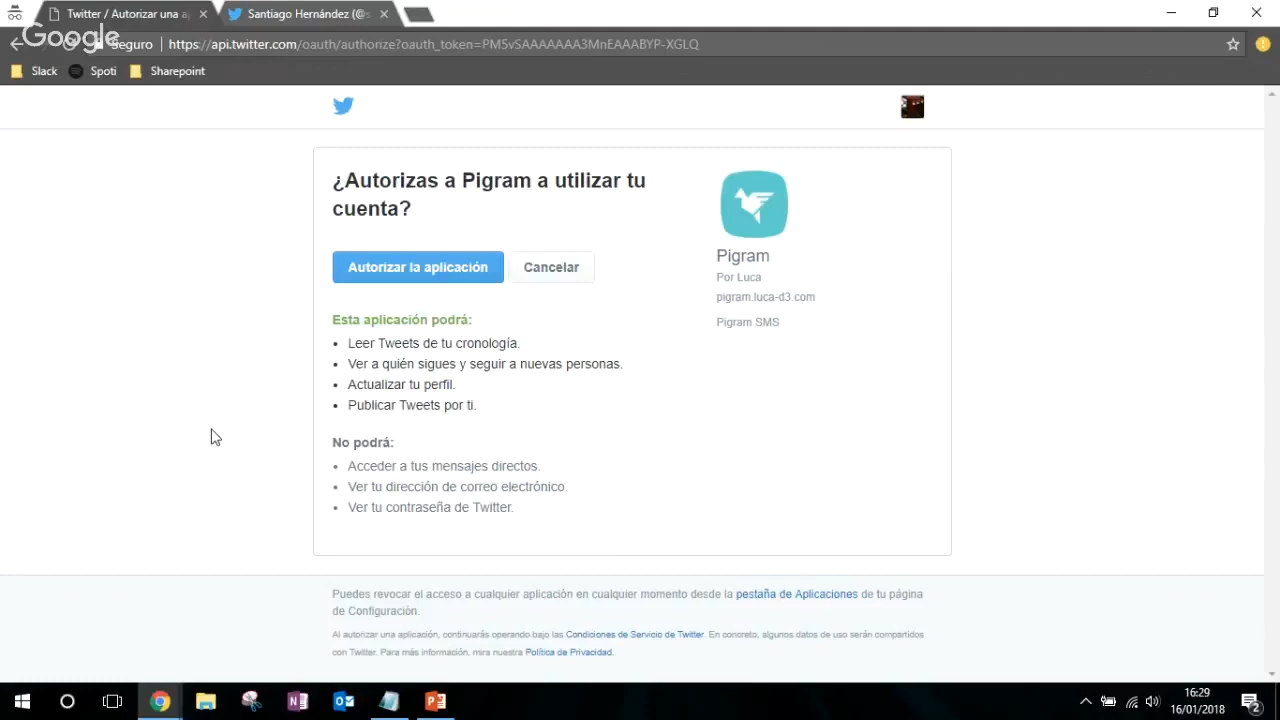 Twitter / Autorizar una a
Santiago Hernández (@s
Google
Seguro
https://api.twitter.com/oauth/authorize?oauth_token=PM5vSAAAAAAA3MnEAAABYP-XGLQ
Slack
Spoti
Sharepoint
¿Autorizas a Pigram a utilizar tu
cuenta?
Autorizar la aplicación
Cancelar
Esta aplicación podrá:
• Leer Tweets de tu cronología.
• Ver a quién sigues y seguir a nuevas personas.
• Actualizar tu perfil.
• Publicar Tweets por ti.
No podrá:
• Acceder a tus mensajes directos.
• Ver tu dirección de correo electrónico.
• Ver tu contraseña de Twitter.
Pigram
Por Luca
pigram.luca-d3.com
Pigram SMS
Puedes revocar el acceso a cualquier aplicación en cualquier momento desde la pestaña de Aplicaciones de tu página
de Configuración.
Al autorizar una aplicación, continuarás operando bajo las Condiciones de Servicio de Twitter. En concreto, algunos datos de uso serán compartidos
con Twitter. Para más información, mira nuestra Política de Privacidad.
16:29
16/01/2018
2